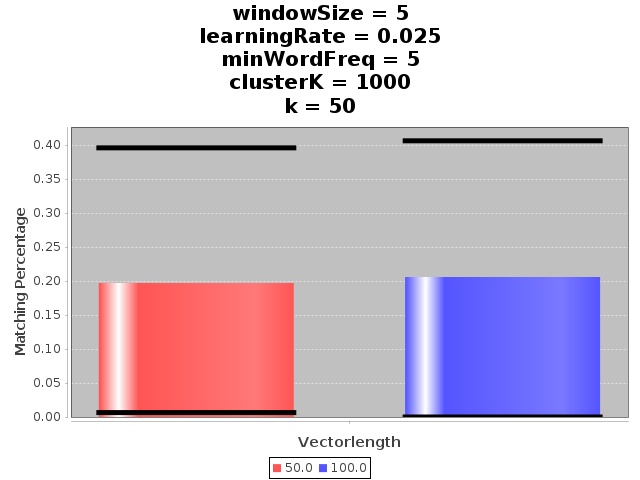 windowSize = 5
learningRate = 0.025
minWordFreq = 5
clusterK = 1000
k = 50
Matching Percentage
0.40
0.35
0.30
0.25
0.20
0.15
0.10
0.05
0.00
Vectorlength
50.0 100.0